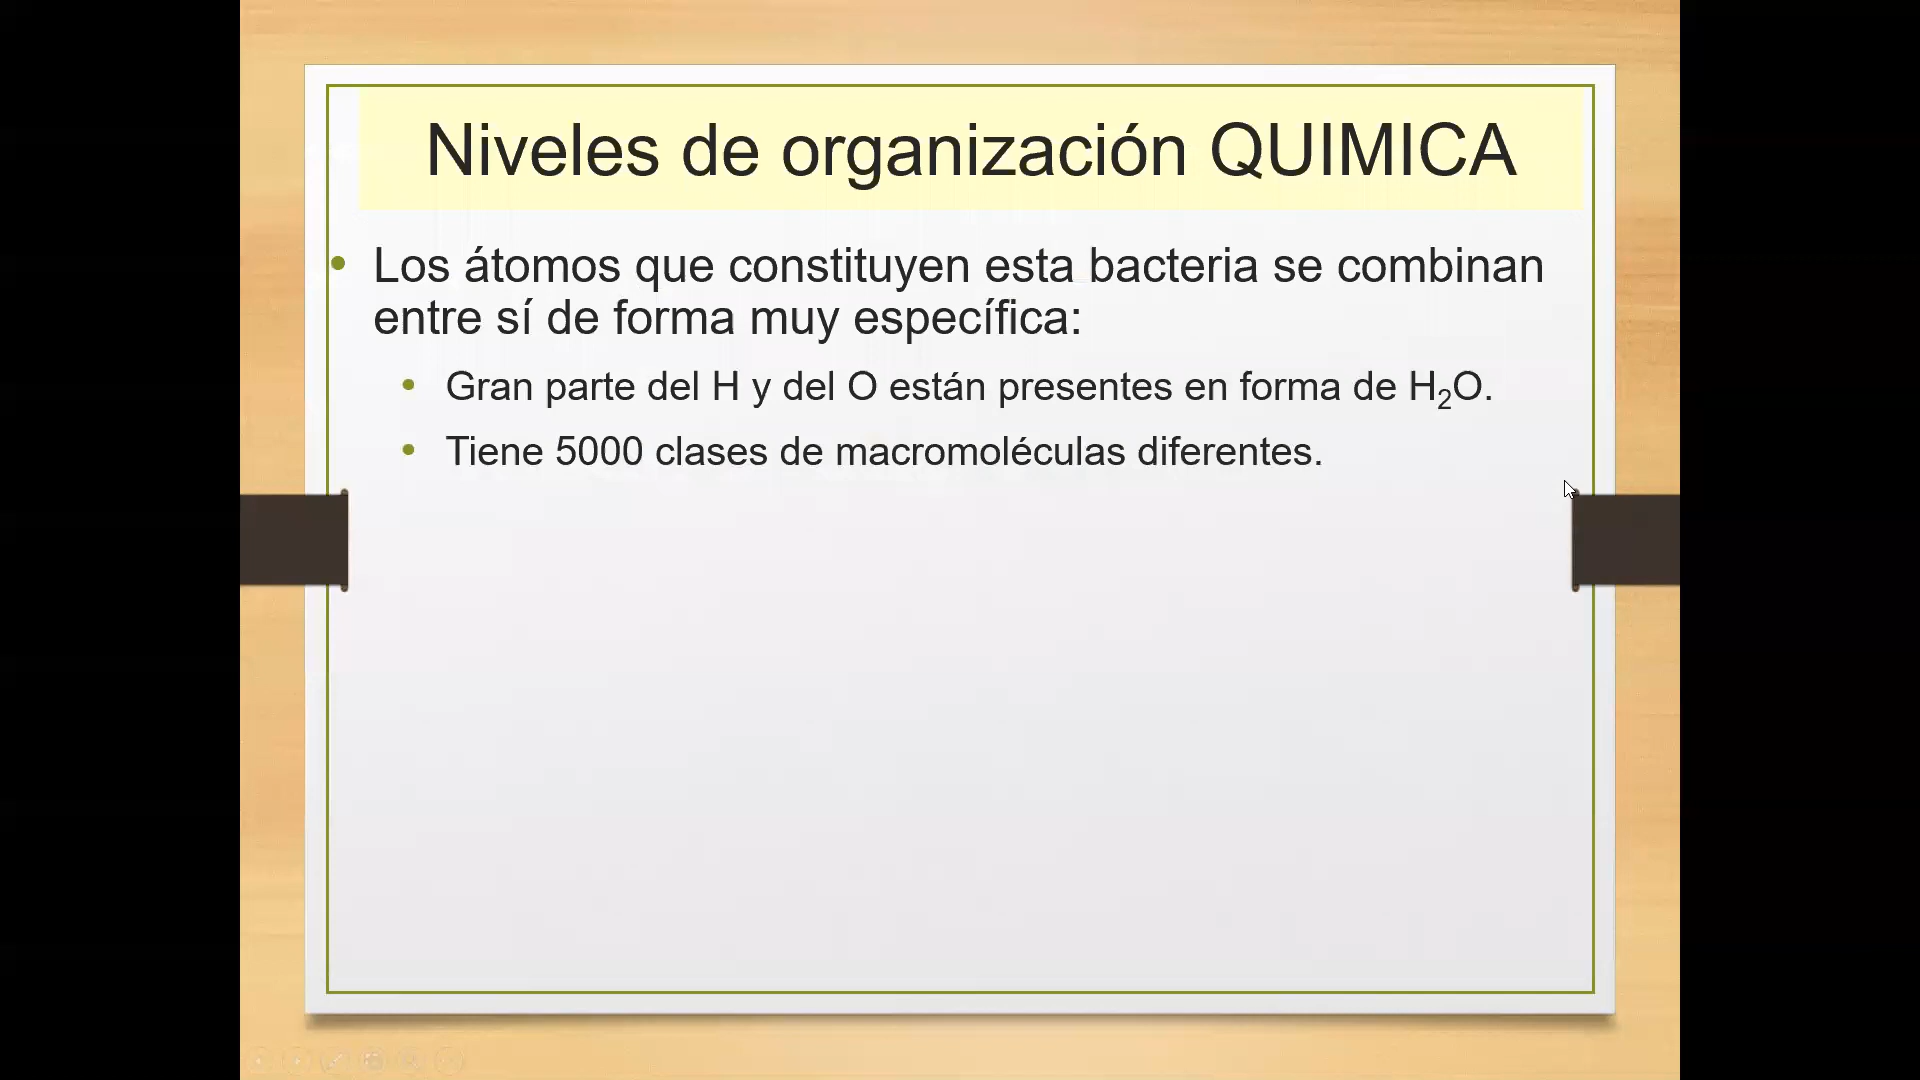 Niveles de organización QUIMICA
Los átomos que constituyen esta bacteria se combinan
entre sí de forma muy específica:
Gran parte del H y del O están presentes en forma de H₂O.
Tiene 5000 clases de macromoléculas diferentes.